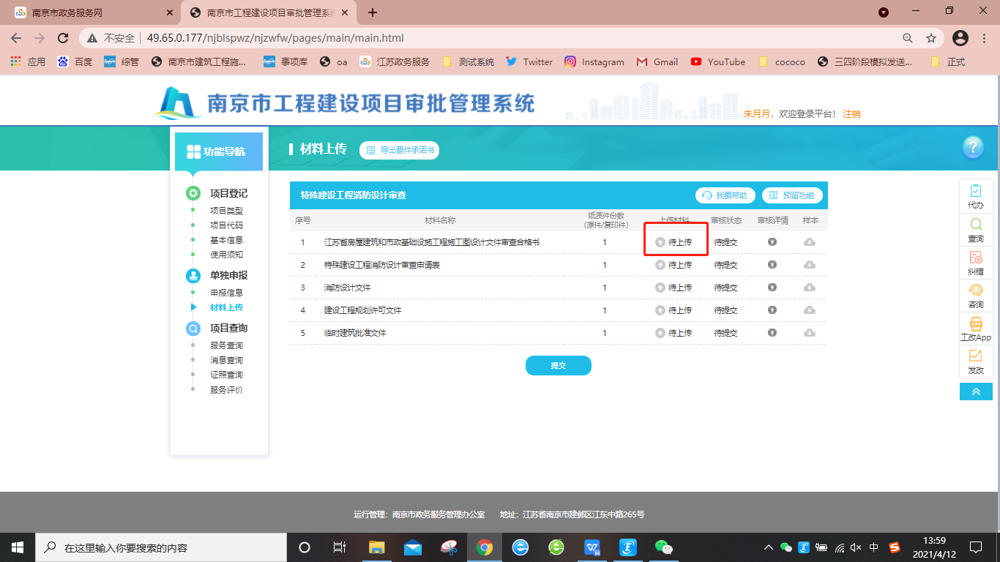 南京市政务服务网
南京市工程建设项目审批管理系统
不安全
49.65.0.177/njblspwz/njzwfw/pages/main/main.html
应用 百度 综管 南京市建筑工程施... 事项库 oa 江苏政务服务 测试系统 Twitter Instagram Gmail YouTube cococo 三四阶段模拟发送... 正式
南京市工程建设项目审批管理系统
朱月月，欢迎登录平台！ 注销
功能导航
项目登记
项目类型
项目代码
基本信息
使用须知
单独申报
申报信息
材料上传
项目查询
服务查询
消息查询
证照查询
服务评价
材料上传 导出要件承诺书
?
特殊建设工程消防设计审查 我要帮助 预留功能
序号 材料名称 纸质件份数 (原件/复印件) 上传材料 审核状态 审核详情 样本
1 江苏省房屋建筑和市政基础设施工程施工图设计文件审查合格书 1 待上传 待提交
2 特殊建设工程消防设计审查申请表 1 待上传 待提交
3 消防设计文件 1 待上传 待提交
4 建设工程规划许可文件 1 待上传 待提交
5 临时建筑批准文件 1 待上传 待提交
提交
代办
查询
纠错
咨询
APP
工改App
发改
运行管理：南京市政务服务管理办公室 地址：江苏省南京市建邺区江东中路265号
在这里输入你要搜索的内容
中
13:59
2021/4/12